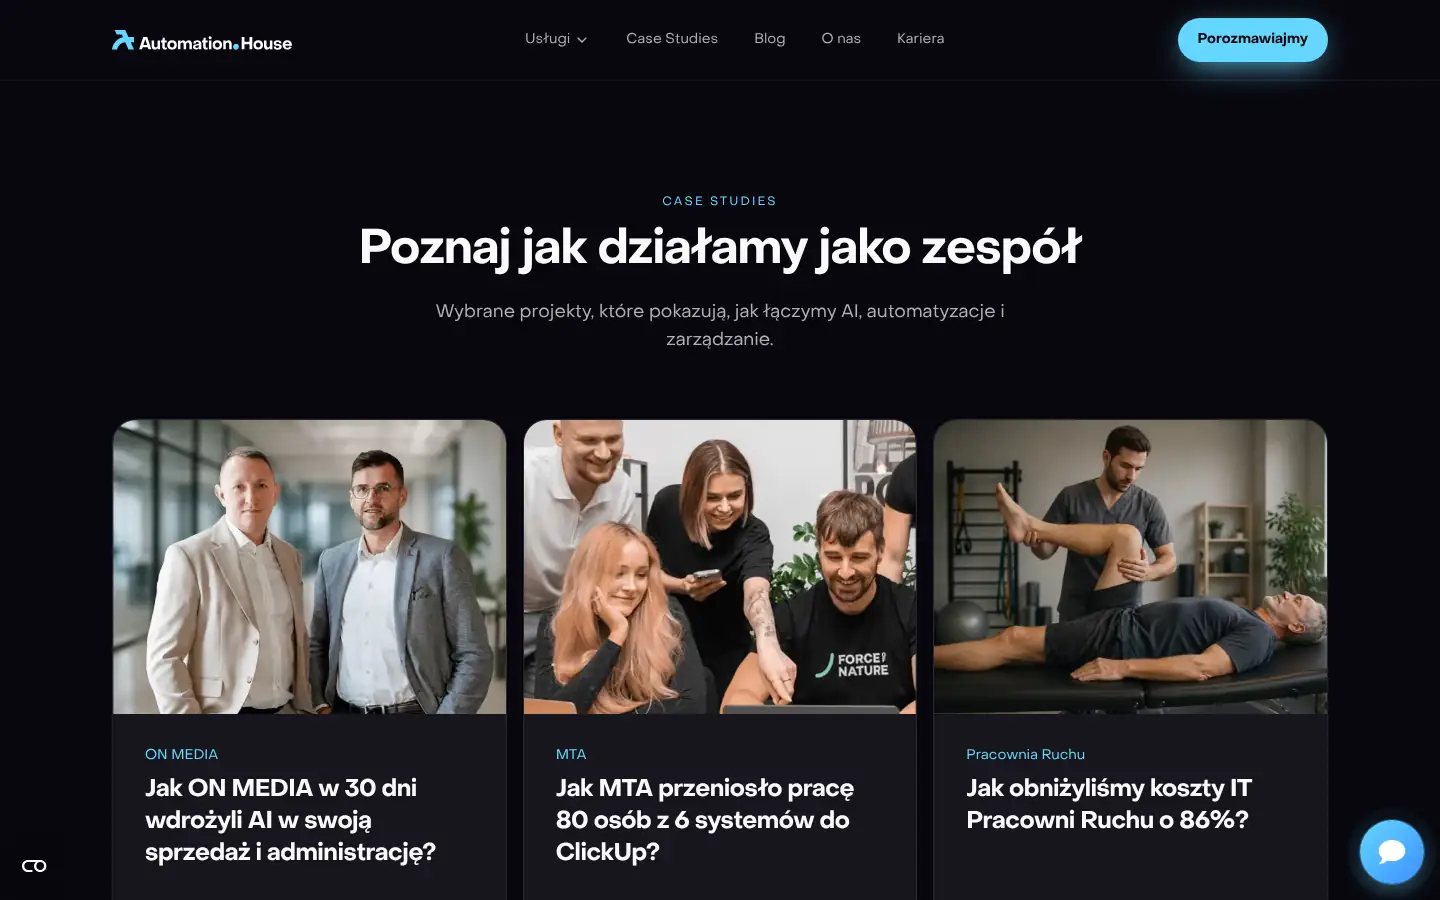 Automation.House
Usługi
Case Studies
Blog
O nas
Kariera
Porozmawiajmy
CASE STUDIES
Poznaj jak działamy jako zespół
Wybrane projekty, które pokazują, jak łączymy AI, automatyzacje i
zarządzanie.
FORCE
NATURE
ON MEDIA
Jak ON MEDIA w 30 dni
wdrożyli AI w swoją
sprzedaż i administrację?
MTA
Jak MTA przeniosło pracę
80 osób z 6 systemów do
ClickUp?
Pracownia Ruchu
Jak obniżyliśmy koszty IT
Pracowni Ruchu o 86%?